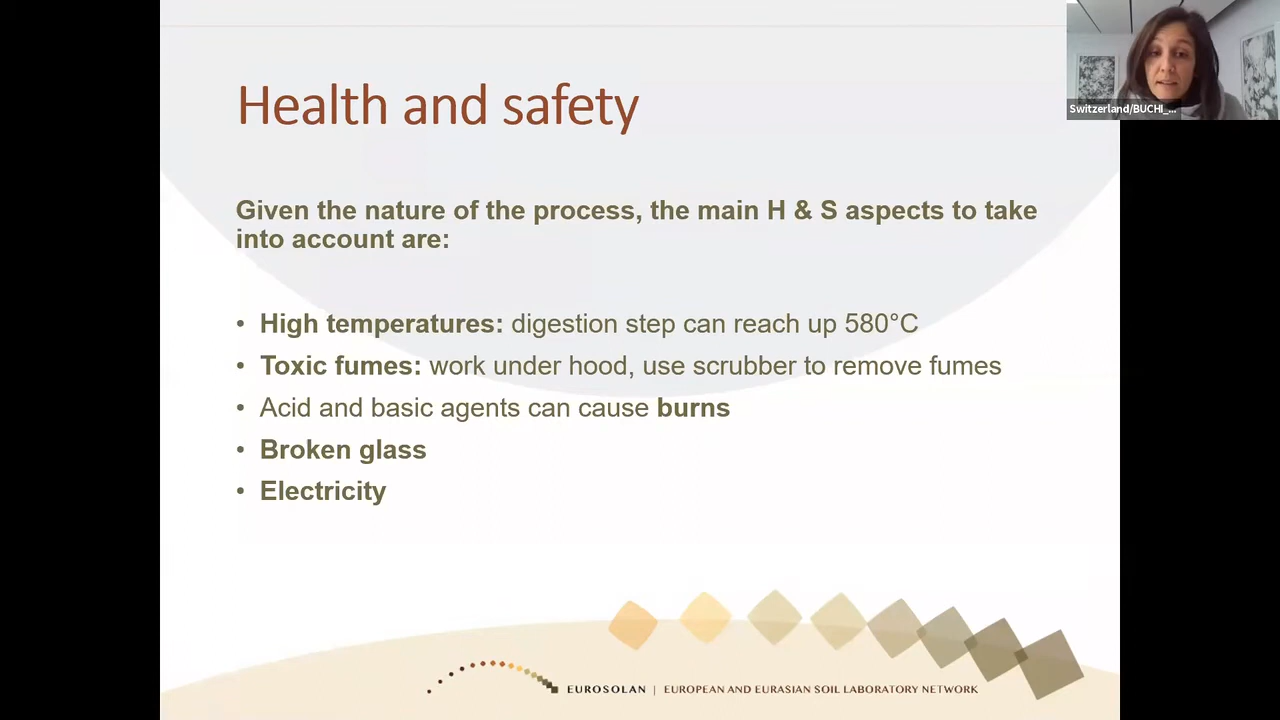 Switzerland/BUCHI_...
Health and safety
Given the nature of the process, the main H & S aspects to take
into account are:
• High temperatures: digestion step can reach up 580°C
• Toxic fumes: work under hood, use scrubber to remove fumes
• Acid and basic agents can cause burns
• Broken glass
• Electricity
EUROSOLAN | EUROPEAN AND EURASIAN SOIL LABORATORY NETWORK